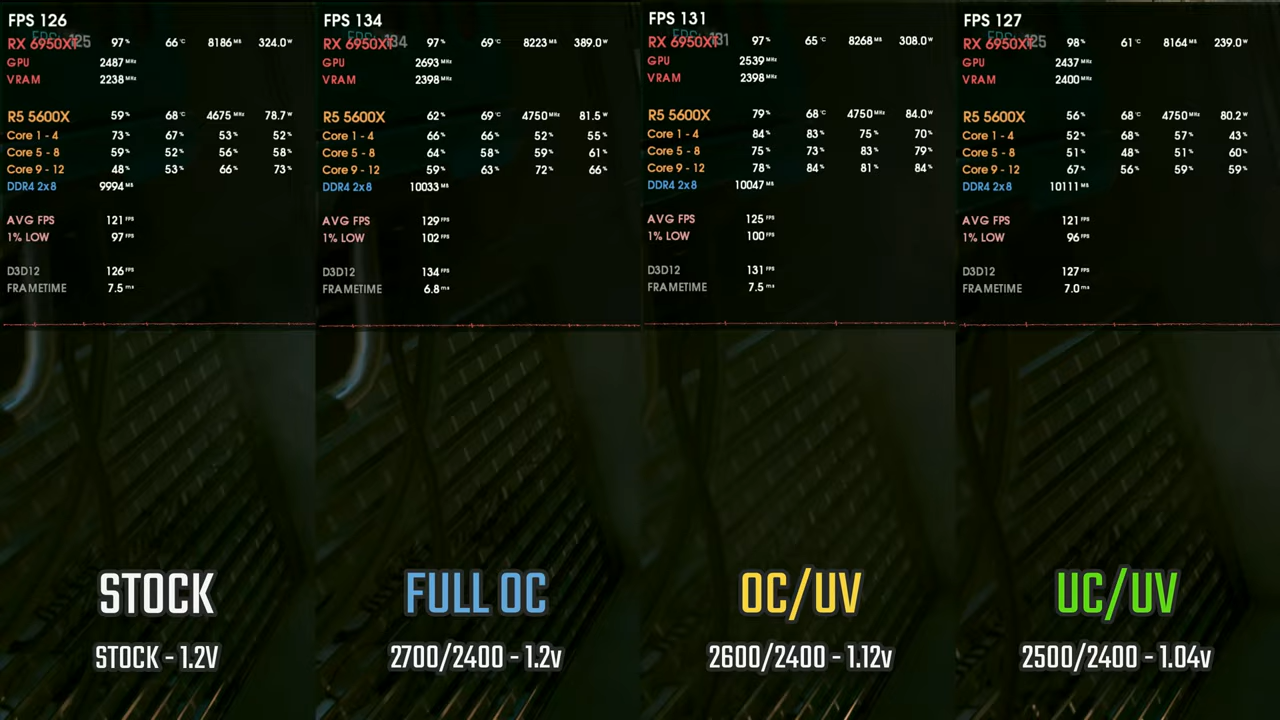 FPS 126
RX 6950XT 97% 66°C 8186MB 324.0W
GPU 2487MHz
VRAM 2238MHz
R5 5600X 59% 68°C 4675MHz 78.7W
Core 1 - 4 73% 67% 53% 52%
Core 5 - 8 59% 52% 56% 58%
Core 9 - 12 48% 53% 66% 73%
DDR4 2x8 9994MB
AVG FPS 121FPS
1% LOW 97FPS
D3D12 126FPS
FRAMETIME 7.5ms
STOCK
STOCK - 1.2V
FPS 134
RX 6950XT 97% 69°C 8223MB 389.0W
GPU 2693MHz
VRAM 2398MHz
R5 5600X 62% 69°C 4750MHz 81.5W
Core 1 - 4 66% 66% 52% 55%
Core 5 - 8 64% 58% 59% 61%
Core 9 - 12 59% 63% 72% 66%
DDR4 2x8 10033MB
AVG FPS 129FPS
1% LOW 102FPS
D3D12 134FPS
FRAMETIME 6.8ms
FULL OC
2700/2400 - 1.2v
FPS 131
RX 6950XT 97% 65°C 8268MB 308.0W
GPU 2539MHz
VRAM 2398MHz
R5 5600X 79% 68°C 4750MHz 84.0W
Core 1 - 4 84% 83% 75% 70%
Core 5 - 8 75% 73% 83% 79%
Core 9 - 12 78% 84% 81% 84%
DDR4 2x8 10047MB
AVG FPS 125FPS
1% LOW 100FPS
D3D12 131FPS
FRAMETIME 7.5ms
OC/UV
2600/2400 - 1.12v
FPS 127
RX 6950XT 98% 61°C 8164MB 239.0W
GPU 2437MHz
VRAM 2400MHz
R5 5600X 56% 68°C 4750MHz 80.2W
Core 1 - 4 52% 68% 57% 43%
Core 5 - 8 51% 48% 51% 60%
Core 9 - 12 67% 56% 59% 59%
DDR4 2x8 10111MB
AVG FPS 121FPS
1% LOW 96FPS
D3D12 127FPS
FRAMETIME 7.0ms
UC/UV
2500/2400 - 1.04v